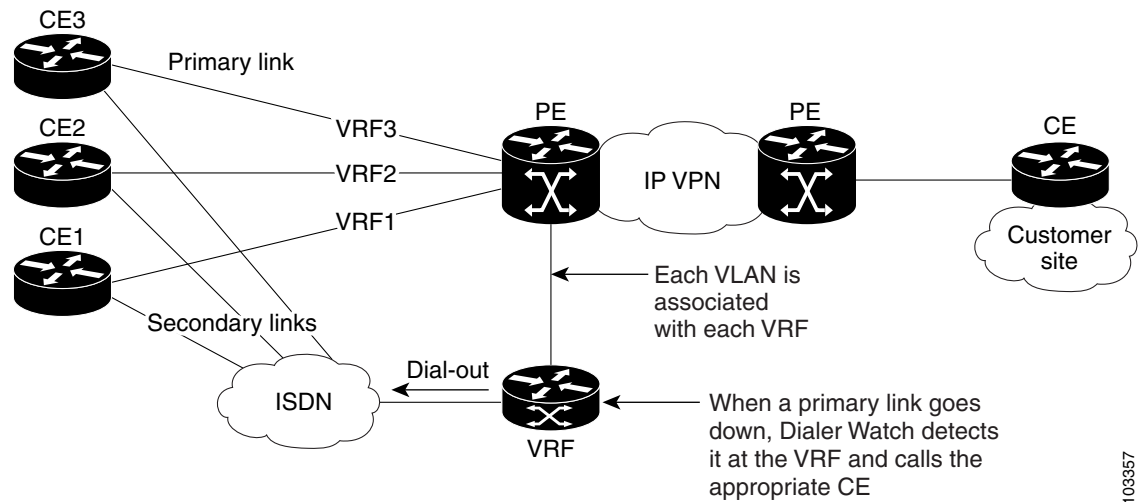 CE3
Primary link
CE2
VRF3
PE
PE
CE
VRF2
IP VPN
CE1
VRF1
Customer
site
Each VLAN is
associated
with each VRF
Secondary links
Dial-out
ISDN
VRF
When a primary link goes
down, Dialer Watch detects
it at the VRF and calls the
appropriate CE
103357